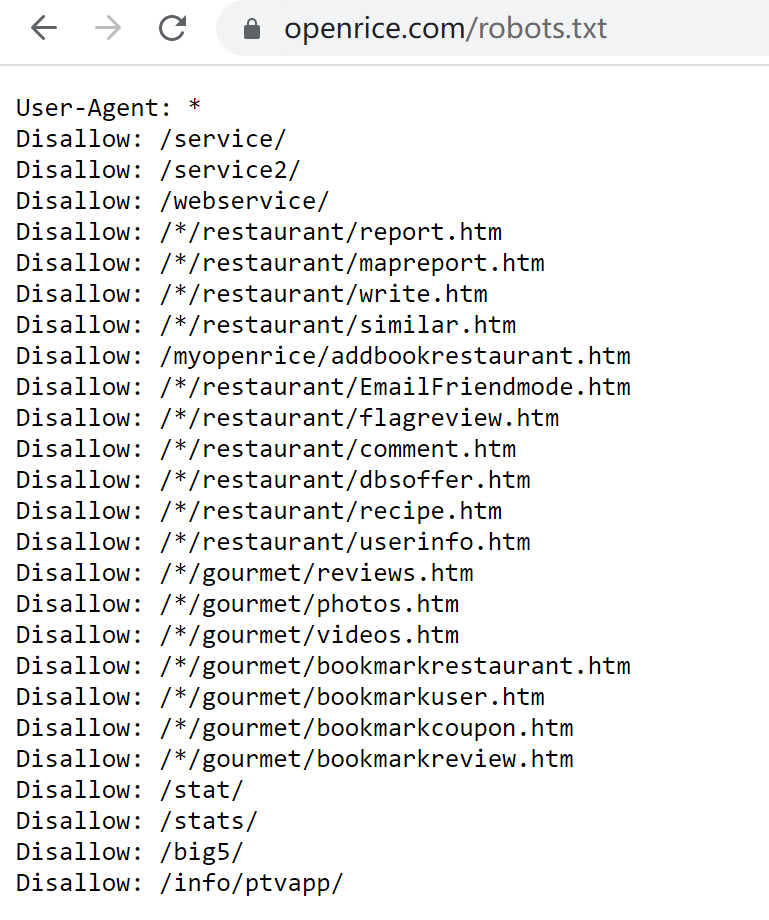 openrice.com/robots.txt
User-Agent: *
Disallow: /service/
Disallow: /service2/
Disallow: /webservice/
Disallow: /*/restaurant/report.htm
Disallow: /*/restaurant/mapreport.htm
Disallow: /*/restaurant/write.htm
Disallow: /*/restaurant/similar.htm
Disallow: /myopenrice/addbookrestaurant.htm
Disallow: /*/restaurant/EmailFriendmode.htm
Disallow: /*/restaurant/flagreview.htm
Disallow: /*/restaurant/comment.htm
Disallow: /*/restaurant/dbsoffer.htm
Disallow: /*/restaurant/recipe.htm
Disallow: /*/restaurant/userinfo.htm
Disallow: /*/gourmet/reviews.htm
Disallow: /*/gourmet/photos.htm
Disallow: /*/gourmet/videos.htm
Disallow: /*/gourmet/bookmarkrestaurant.htm
Disallow: /*/gourmet/bookmarkuser.htm
Disallow: /*/gourmet/bookmarkcoupon.htm
Disallow: /*/gourmet/bookmarkreview.htm
Disallow: /stat/
Disallow: /stats/
Disallow: /big5/
Disallow: /info/ptvapp/